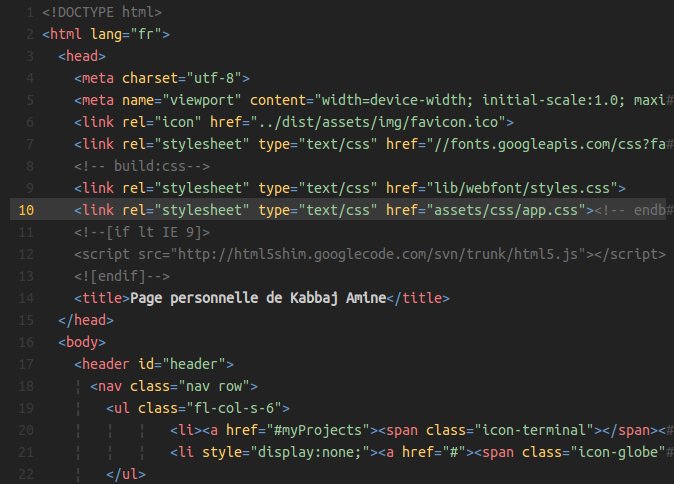 1 <!DOCTYPE html>
2 <html lang="fr">
3 <head>
4 <meta charset="utf-8">
5 <meta name="viewport" content="width=device-width; initial-scale:1.0; maxi#
6 <link rel="icon" href="../dist/assets/img/favicon.ico">
7 <link rel="stylesheet" type="text/css" href="//fonts.googleapis.com/css?fa#
8 <!-- build:css-->
9 <link rel="stylesheet" type="text/css" href="lib/webfont/styles.css">
10 <link rel="stylesheet" type="text/css" href="assets/css/app.css"><!-- endb#
11 <!--[if lt IE 9]>
12 <script src="http://html5shim.googlecode.com/svn/trunk/html5.js"></script>
13 <![endif]-->
14 <title>Page personnelle de Kabbaj Amine</title>
15 </head>
16 <body>
17 <header id="header">
18 ¦ <nav class="nav row">
19 ¦ <ul class="fl-col-s-6">
20 ¦ ¦ ¦ <li><a href="#myProjects"><span class="icon-terminal"></span><#
21 ¦ ¦ ¦ <li style="display:none;"><a href="#"><span class="icon-globe"#
22 ¦ </ul>